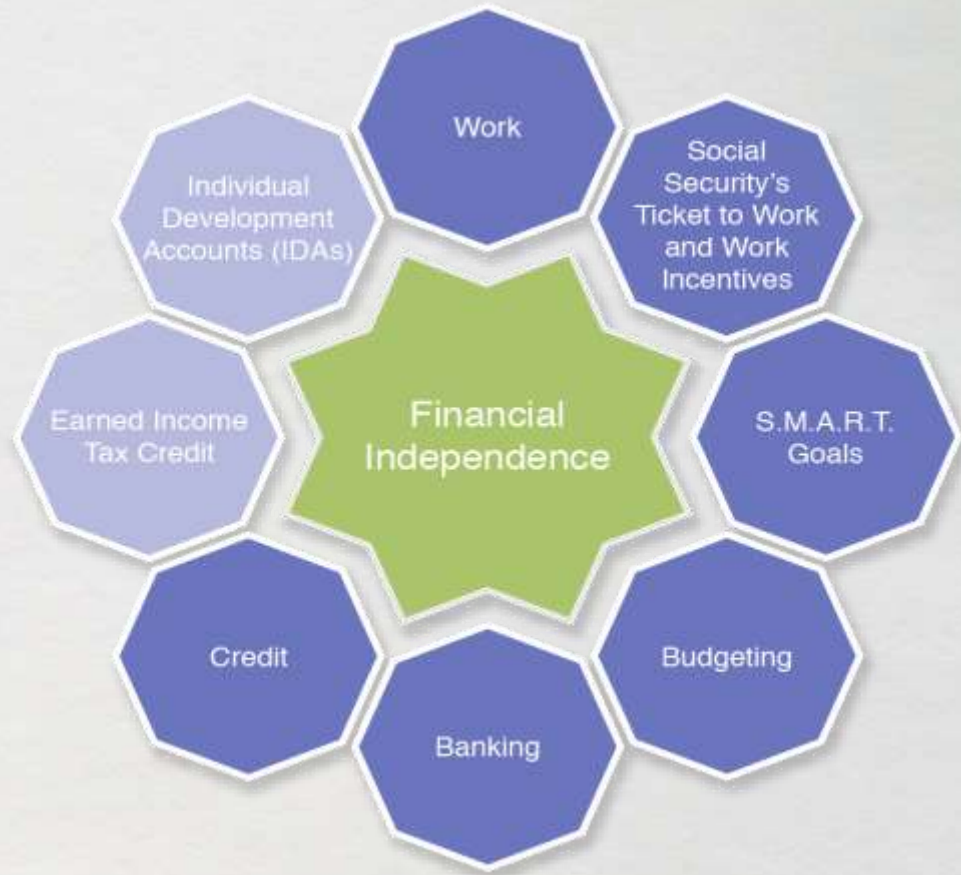 Work
Social
Security's
Ticket to Work
and Work
Incentives
S.M.A.R.T.
Goals
Budgeting
Banking
Credit
Earned Income
Tax Credit
Individual
Development
Accounts (IDAs)
Financial
Independence